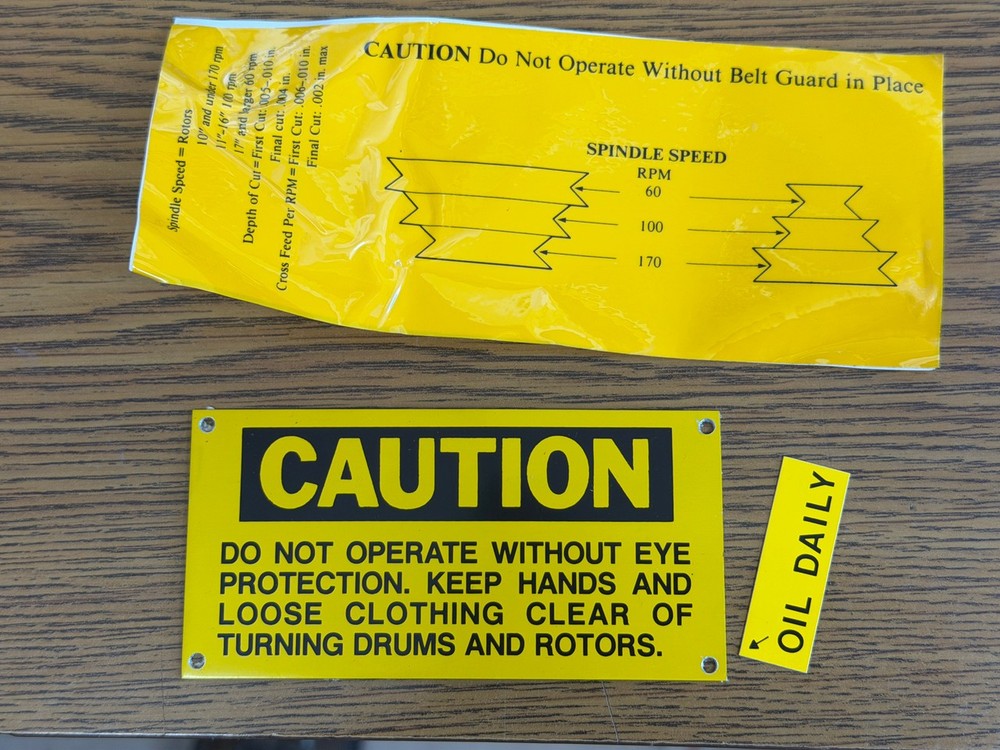 CAUTION Do Not Operate Without Belt Guard in Place
Spindle Speed = Rotors
10" and under 170 rpm
11"-16" 100 rpm
17" and larger 60 rpm
Depth of Cut = First Cut: .005-.010 in.
Final cut: .004 in.
Cross Feed Per RPM = First Cut: .006-.010 in.
Final Cut: .002 in. max
SPINDLE SPEED
RPM
60
100
170
CAUTION
DO NOT OPERATE WITHOUT EYE
PROTECTION. KEEP HANDS AND
LOOSE CLOTHING CLEAR OF
TURNING DRUMS AND ROTORS.
OIL DAILY